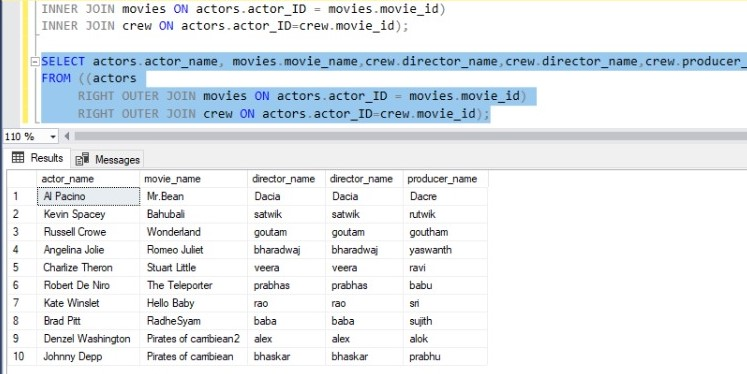 INNER JOIN movies ON actors.actor_ID = movies.movie_id)
INNER JOIN crew ON actors.actor_ID=crew.movie_id);
SELECT actors.actor_name, movies.movie_name,crew.director_name,crew.director_name,crew.producer_
FROM ((actors
RIGHT OUTER JOIN movies ON actors.actor_ID = movies.movie_id)
RIGHT OUTER JOIN crew ON actors.actor_ID=crew.movie_id);
110 %
Results Messages
actor_name movie_name director_name director_name producer_name
1 Al Pacino Mr.Bean Dacia Dacia Dacre
2 Kevin Spacey Bahubali satwik satwik rutwik
3 Russell Crowe Wonderland goutam goutam goutham
4 Angelina Jolie Romeo Juliet bharadwaj bharadwaj yaswanth
5 Charlize Theron Stuart Little veera veera ravi
6 Robert De Niro The Teleporter prabhas prabhas babu
7 Kate Winslet Hello Baby rao rao sri
8 Brad Pitt RadheSyam baba baba sujith
9 Denzel Washington Pirates of carribiean2 alex alex alok
10 Johnny Depp Pirates of carribiean bhaskar bhaskar prabhu